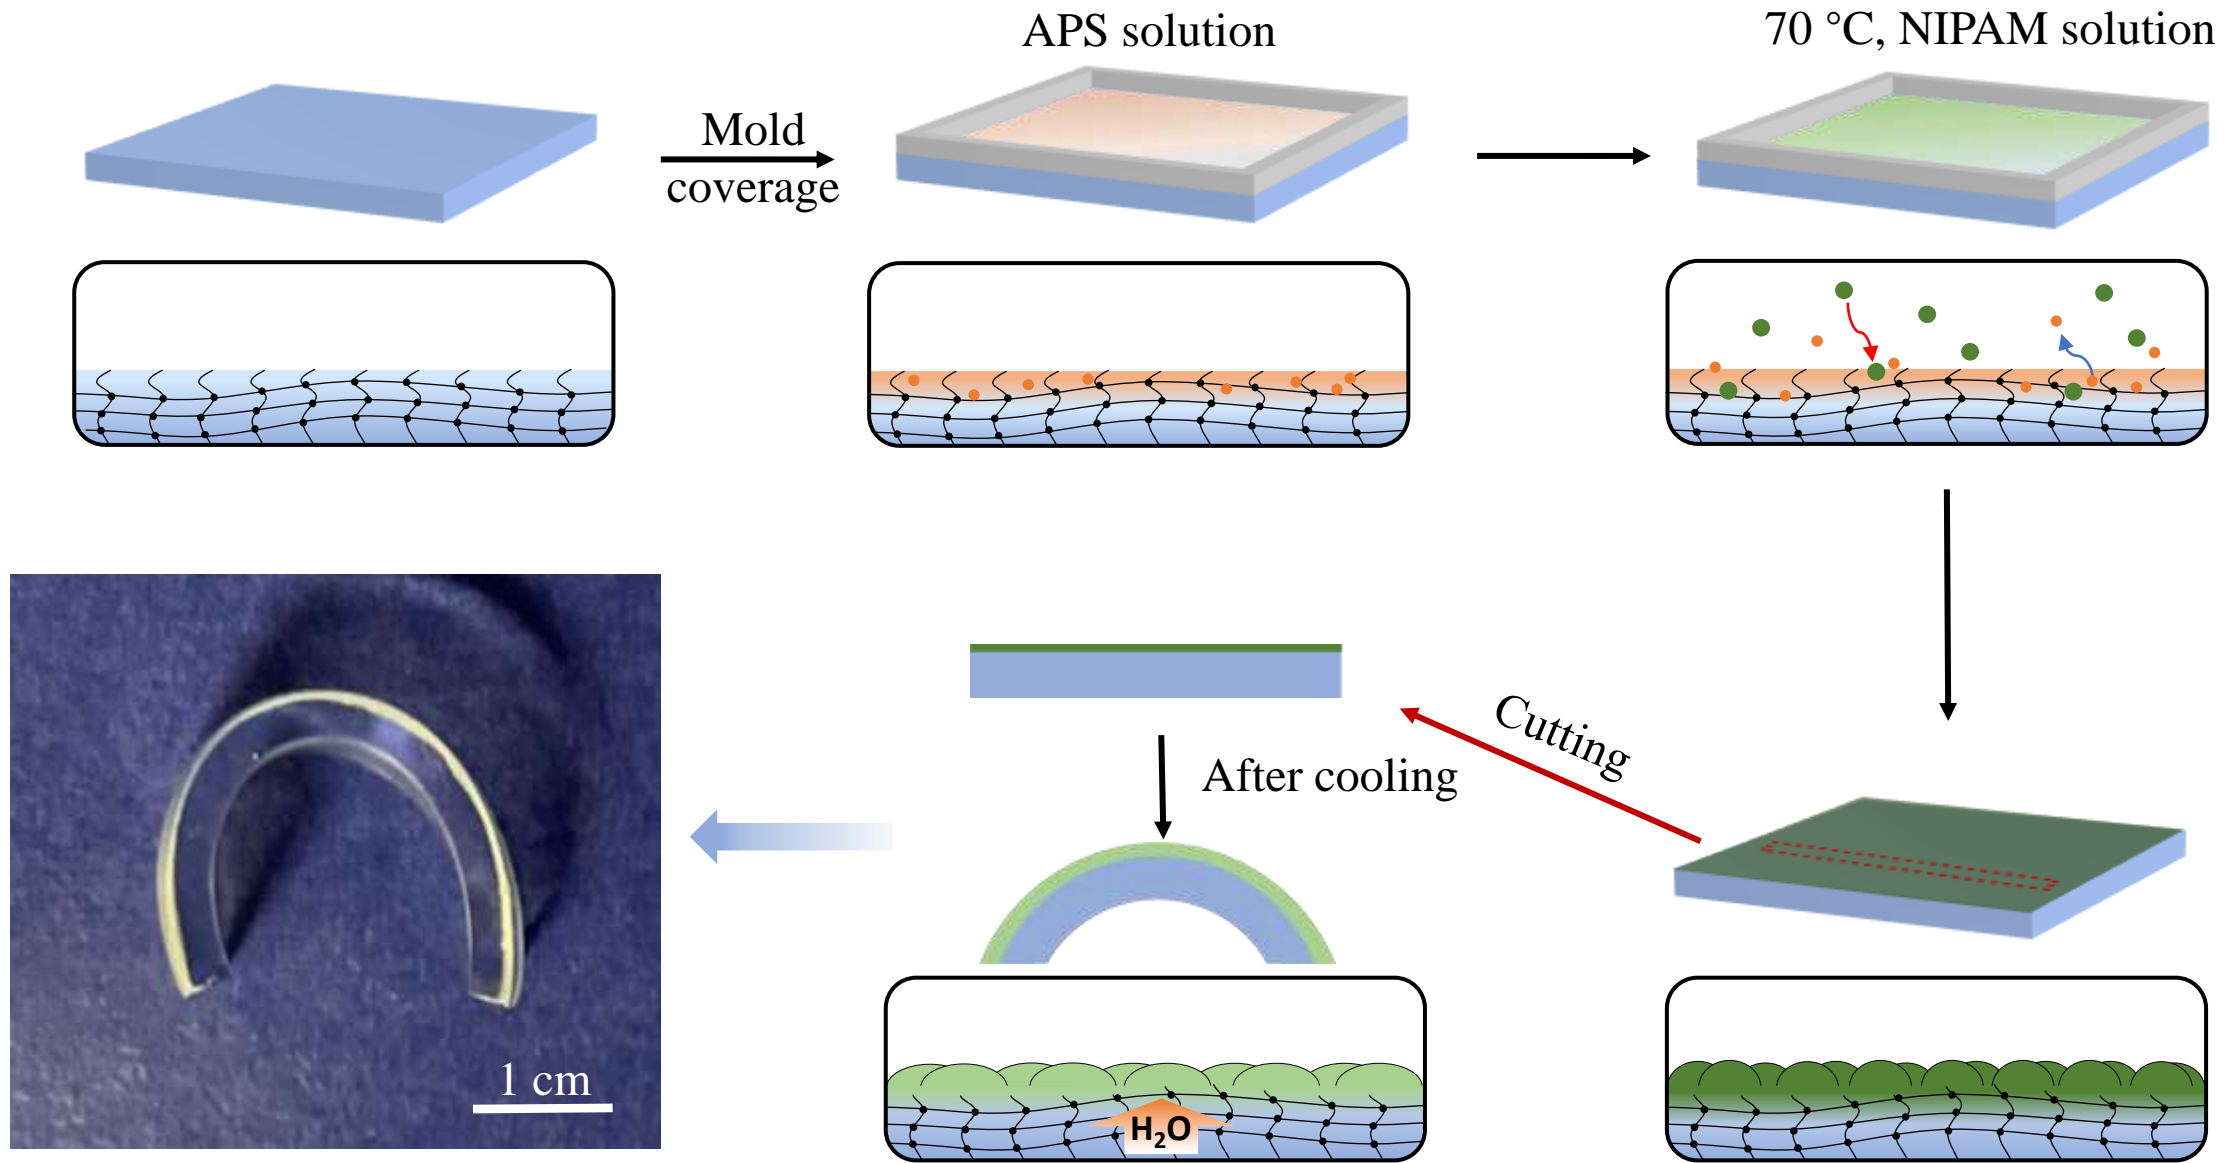 APS solution
70 °C, NIPAM solution
Mold
coverage
Cutting
After cooling
1 cm
H₂O